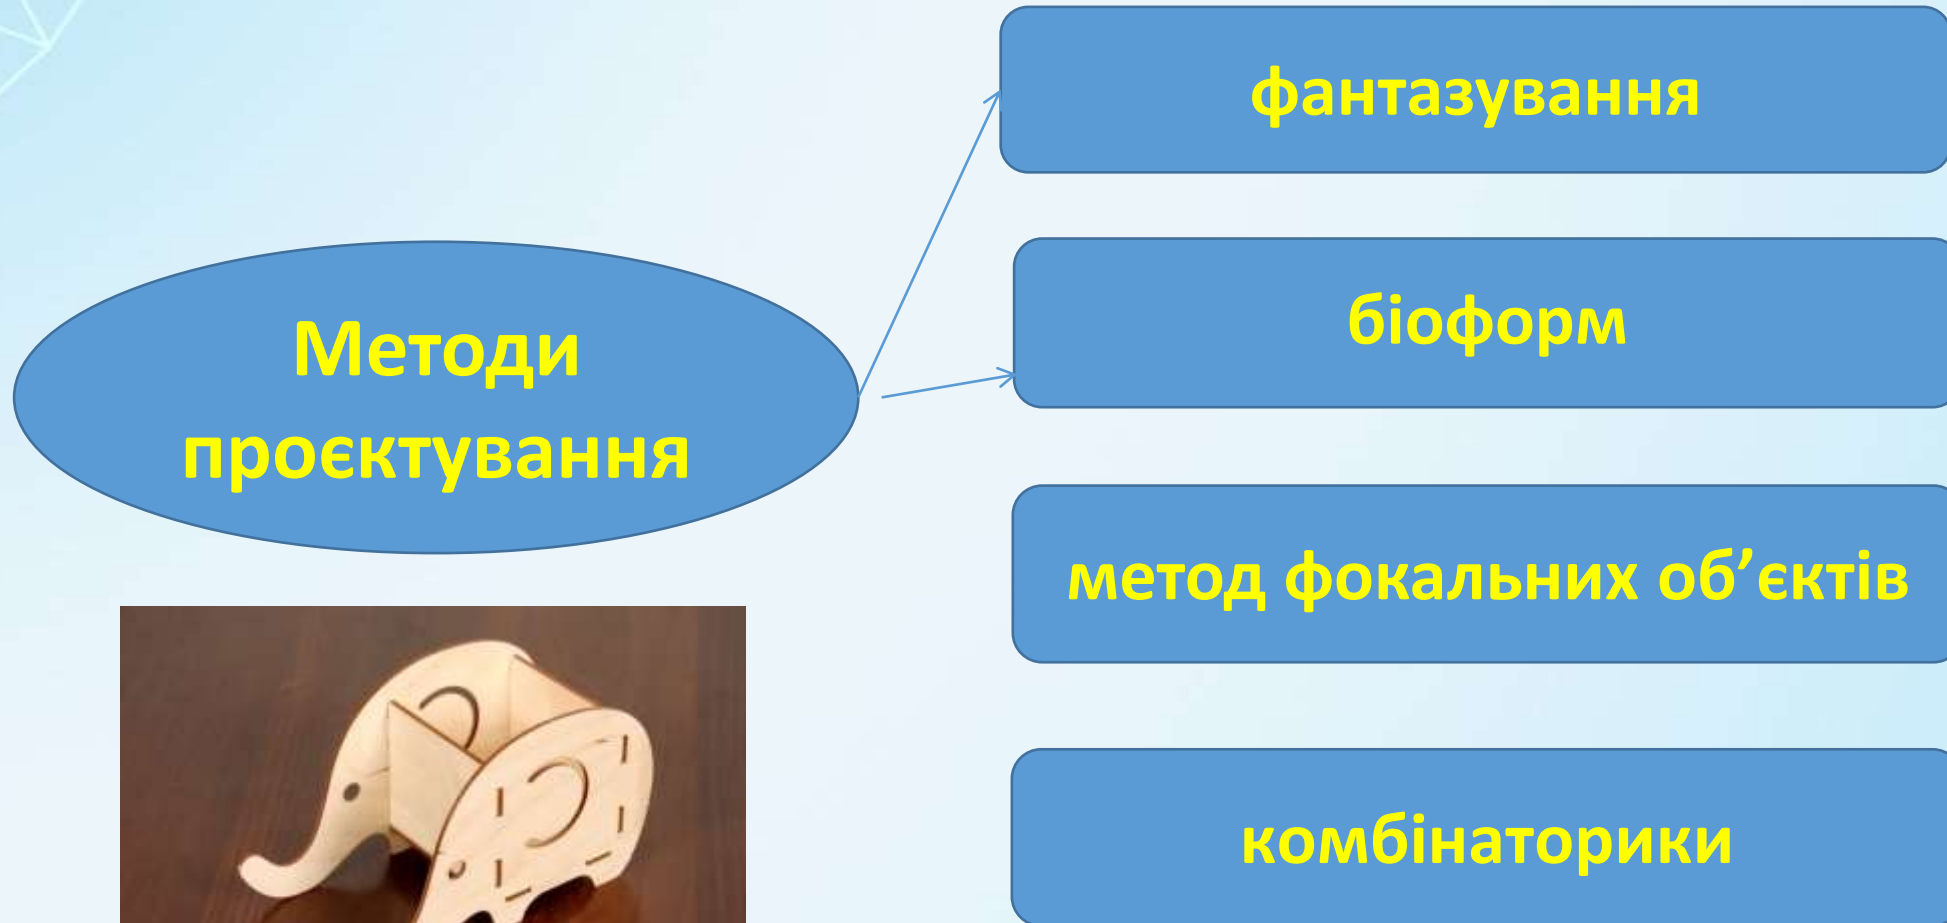 Методи
проєктування
фантазування
біоформ
метод фокальних об’єктів
комбінаторики